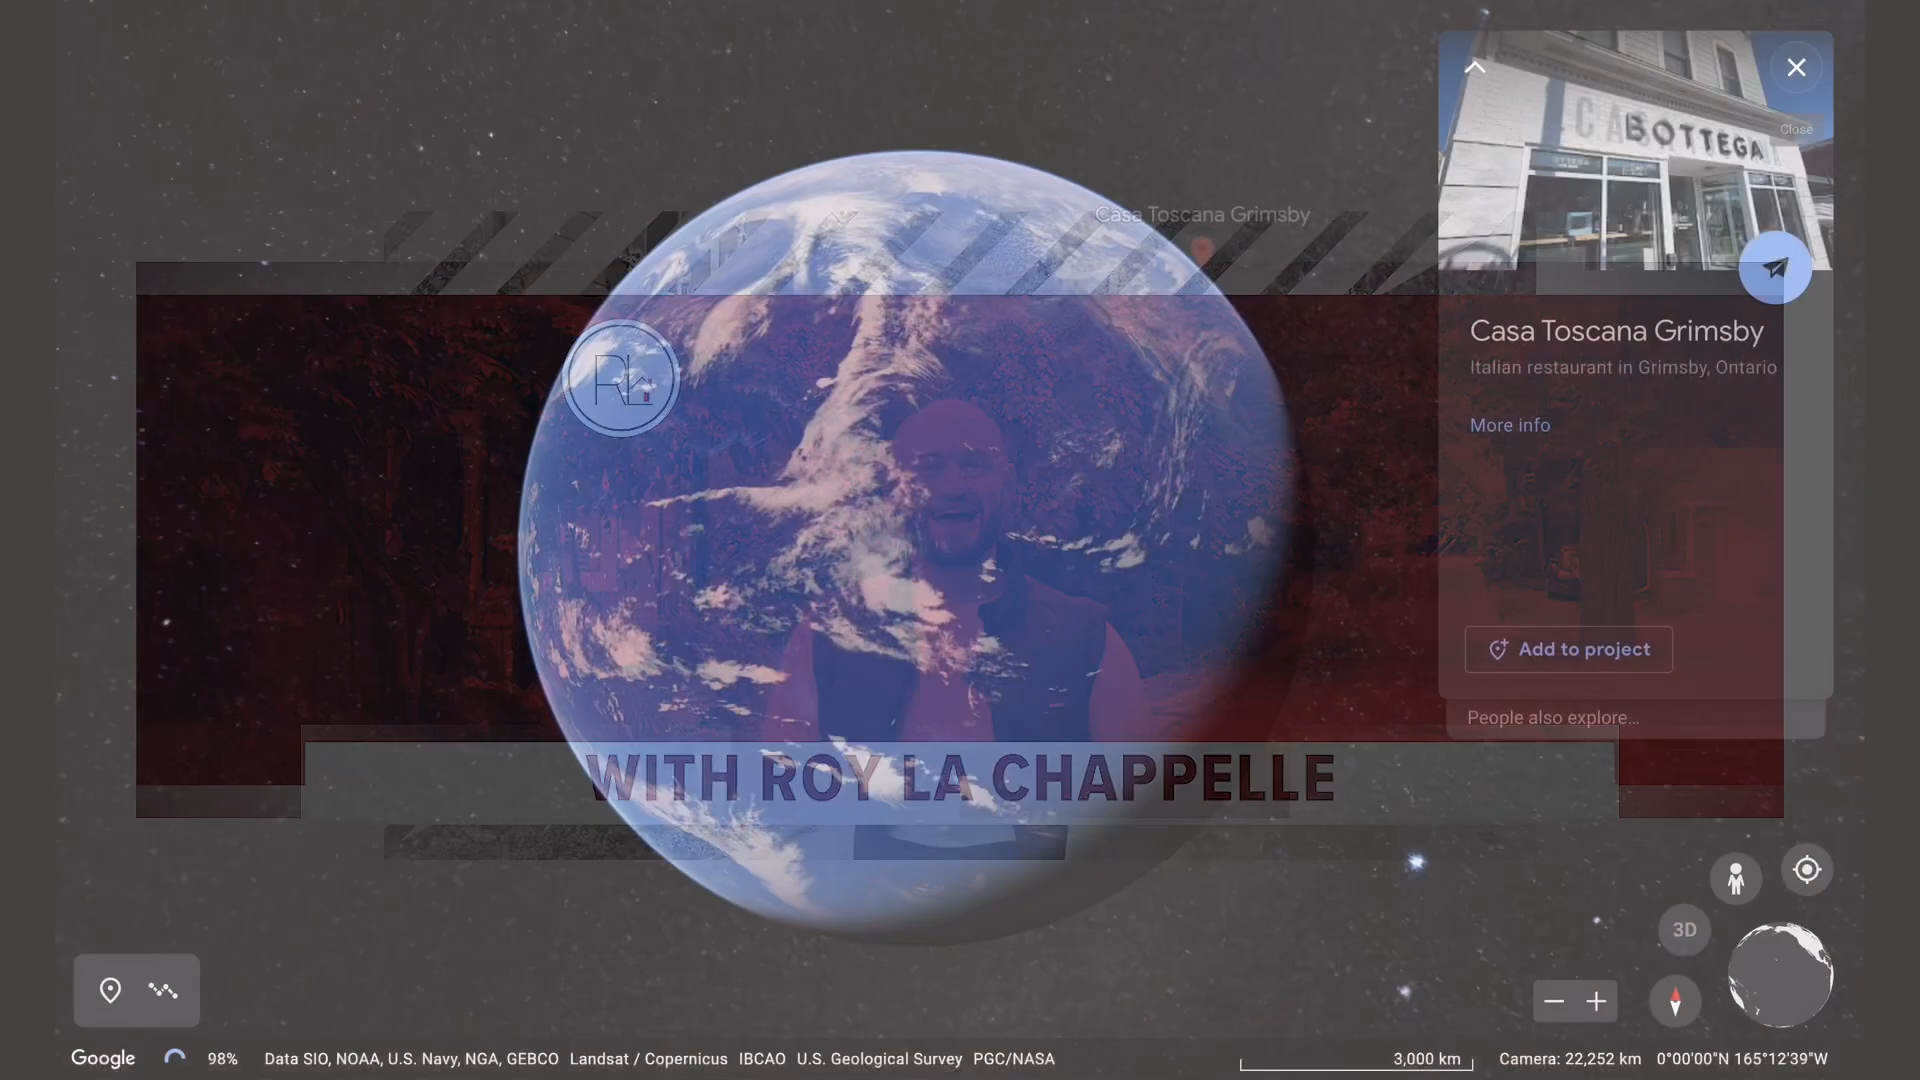 BOTTEGA
Close
Casa Toscana Grimsby
RL
Casa Toscana Grimsby
Italian restaurant in Grimsby, Ontario
More info
Add to project
People also explore...
WITH ROY LA CHAPPELLE
3D
Google 98% Data SIO, NOAA, U.S. Navy, NGA, GEBCO Landsat / Copernicus IBCAO U.S. Geological Survey PGC/NASA 3,000 km Camera: 22,252 km 0°00'00"N 165°12'39"W